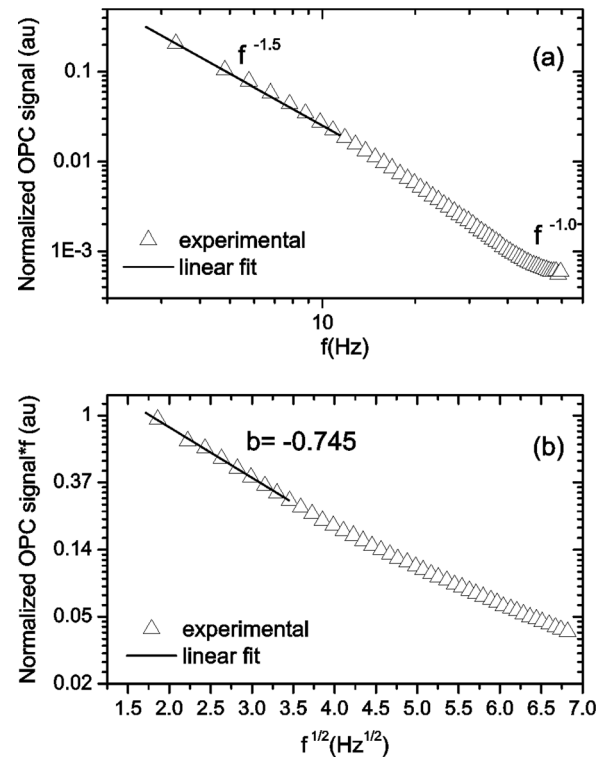 Normalized OPC signal (au)
0.1
0.01
1E-3
f -1.5
(a)
f -1.0
experimental
linear fit
10
f(Hz)
Normalized OPC signal*f (au)
1
0.37
0.14
0.05
0.02
b= -0.745
(b)
experimental
linear fit
1.5 2.0 2.5 3.0 3.5 4.0 4.5 5.0 5.5 6.0 6.5 7.0
f 1/2(Hz1/2)